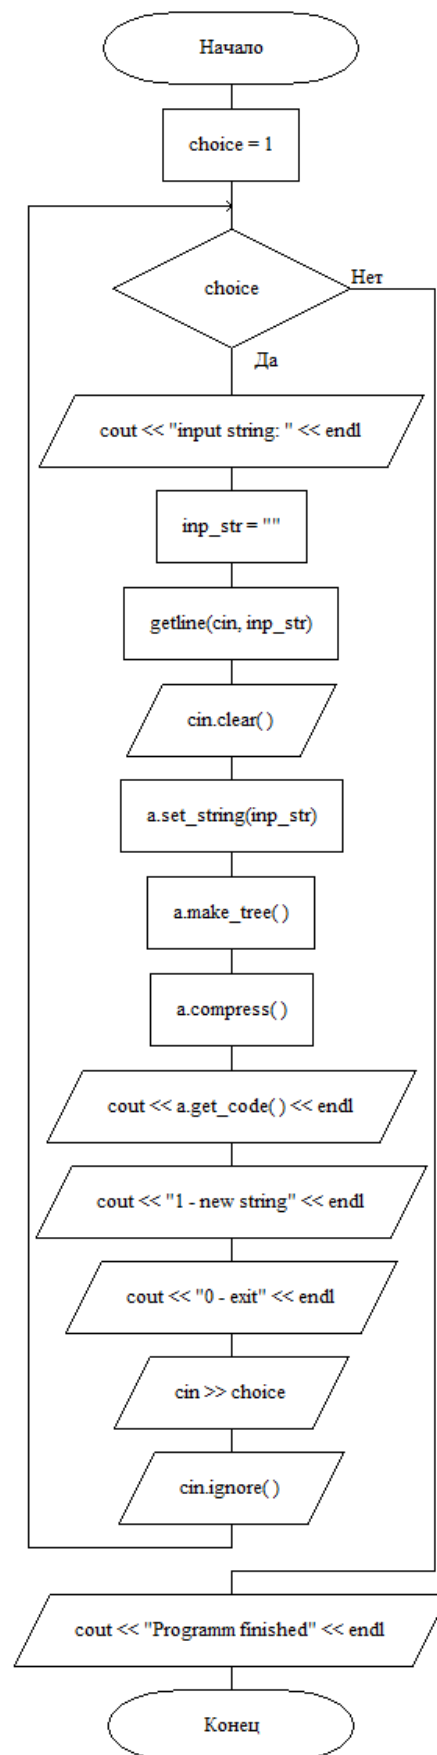 Начало
choice = 1
choice
Нет
Да
cout << "input string: " << endl
inp_str = ""
getline(cin, inp_str)
cin.clear( )
a.set_string(inp_str)
a.make_tree( )
a.compress( )
cout << a.get_code( ) << endl
cout << "1 - new string" << endl
cout << "0 - exit" << endl
cin >> choice
cin.ignore( )
cout << "Programm finished" << endl
Конец